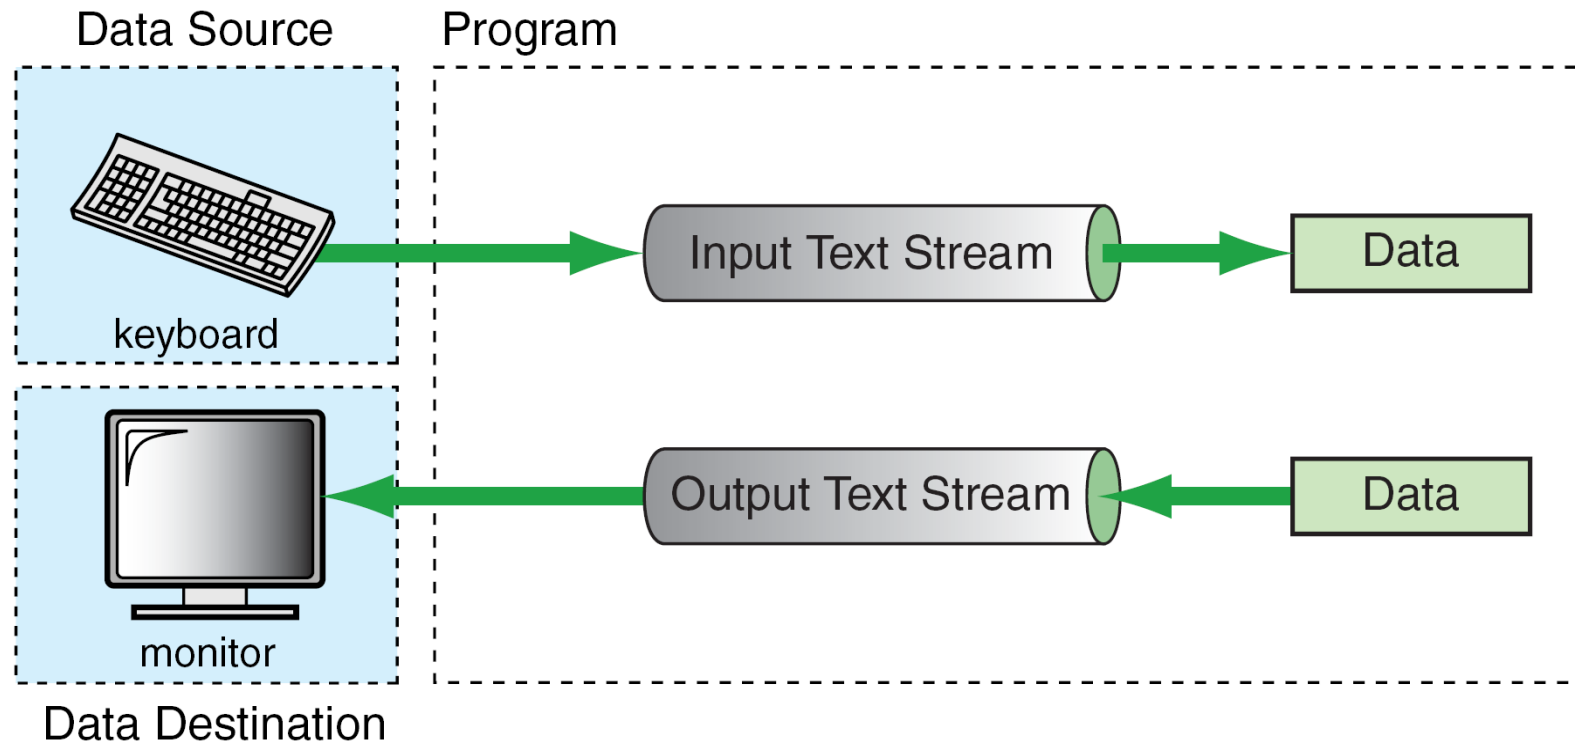 Data Source
Program
keyboard
Input Text Stream
Data
monitor
Output Text Stream
Data
Data Destination